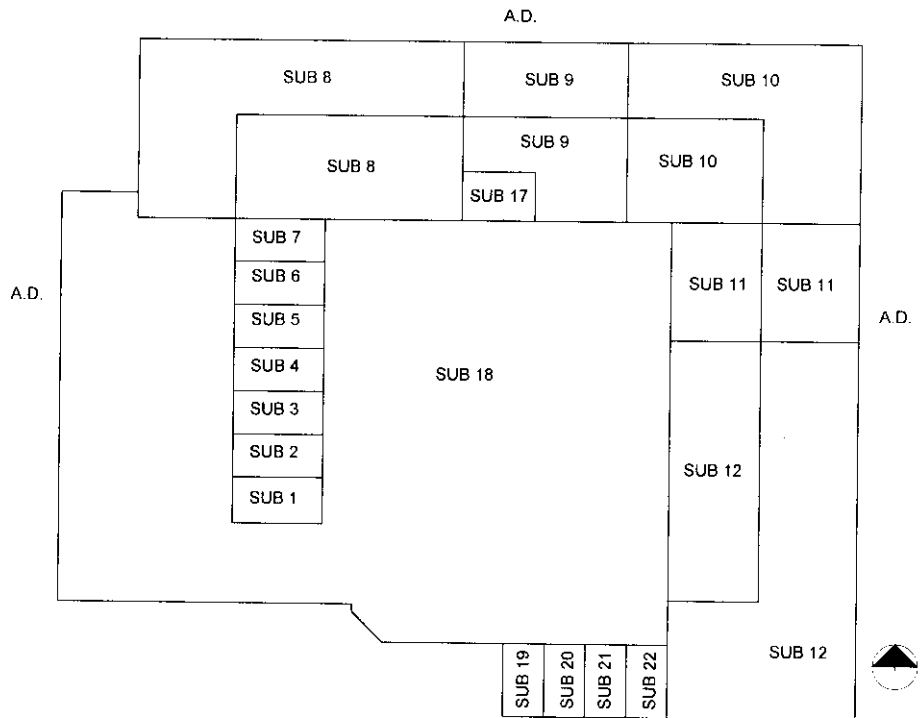 A.D.
SUB 8
SUB 9
SUB 10
SUB 8
SUB 9
SUB 10
SUB 17
SUB 7
SUB 6
SUB 11
SUB 11
A.D.
A.D.
SUB 5
SUB 4
SUB 18
SUB 3
SUB 2
SUB 12
SUB 1
SUB 19
SUB 20
SUB 21
SUB 22
SUB 12